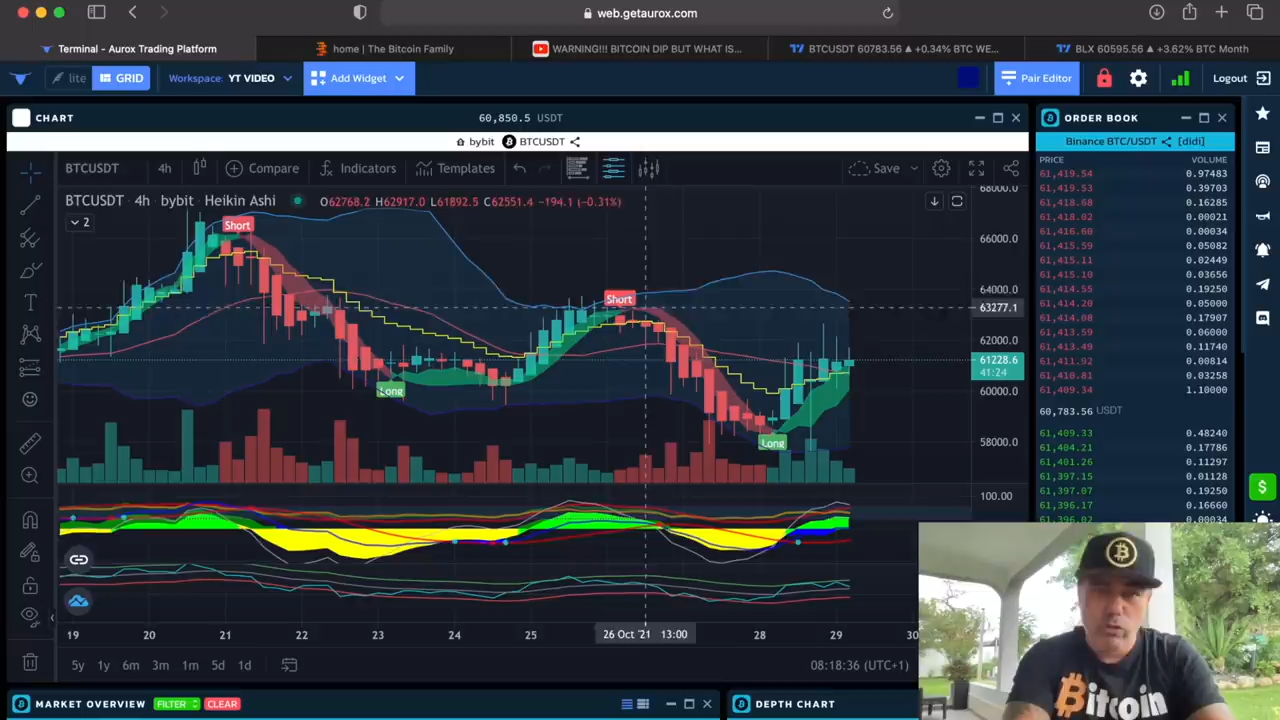 web.getaurox.com
Terminal - Aurox Trading Platform
home | The Bitcoin Family
WARNING!!! BITCOIN DIP BUT WHAT IS...
BTCUSDT 60783.56 ▲ +0.34% BTC WE...
BLX 60595.56 ▲ +3.62% BTC Month
lite
GRID
Workspace: YT VIDEO
Add Widget
Pair Editor
Logout
CHART
60,850.5 USDT
bybit
BTCUSDT
BTCUSDT
4h
Compare
Indicators
Templates
Save
BTCUSDT · 4h · bybit · Heikin Ashi
O62768.2 H62917.0 L61892.5 C62551.4 −194.1 (−0.31%)
2
Short
Long
Short
Long
68000.0
66000.0
64000.0
63277.1
62000.0
61228.6
41:24
60000.0
58000.0
100.00
19
20
21
22
23
24
25
26 Oct '21 13:00
28
29
30
5y
1y
6m
3m
1m
5d
1d
08:18:36 (UTC+1)
ORDER BOOK
Binance BTC/USDT [didi]
PRICE VOLUME
61,419.54 0.97483
61,419.53 0.39703
61,418.68 0.16285
61,418.02 0.00021
61,416.60 0.00034
61,415.59 0.05082
61,415.11 0.02449
61,415.10 0.03656
61,414.55 0.19250
61,414.20 0.05000
61,414.08 0.17907
61,413.59 0.06000
61,413.49 0.11740
61,411.92 0.00814
61,410.81 0.03258
61,409.34 1.10000
60,783.56 USDT
61,409.33 0.48240
61,404.21 0.17786
61,401.26 0.11297
61,397.15 0.01128
61,397.07 0.19250
61,396.17 0.16660
61,396.02 0.00034
MARKET OVERVIEW
FILTER
CLEAR
DEPTH CHART
Bitcoin